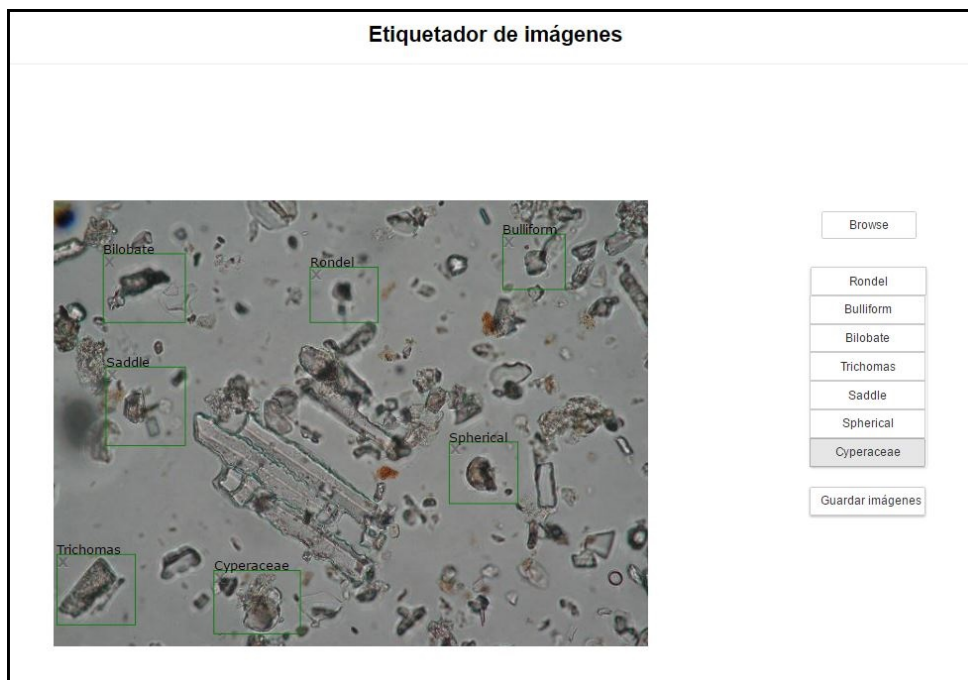 Etiquetador de imágenes
Bulliform
Bilobate
Rondel
Saddle
Spherical
Trichomas
Cyperaceae
Browse
Rondel
Bulliform
Bilobate
Trichomas
Saddle
Spherical
Cyperaceae
Guardar imágenes